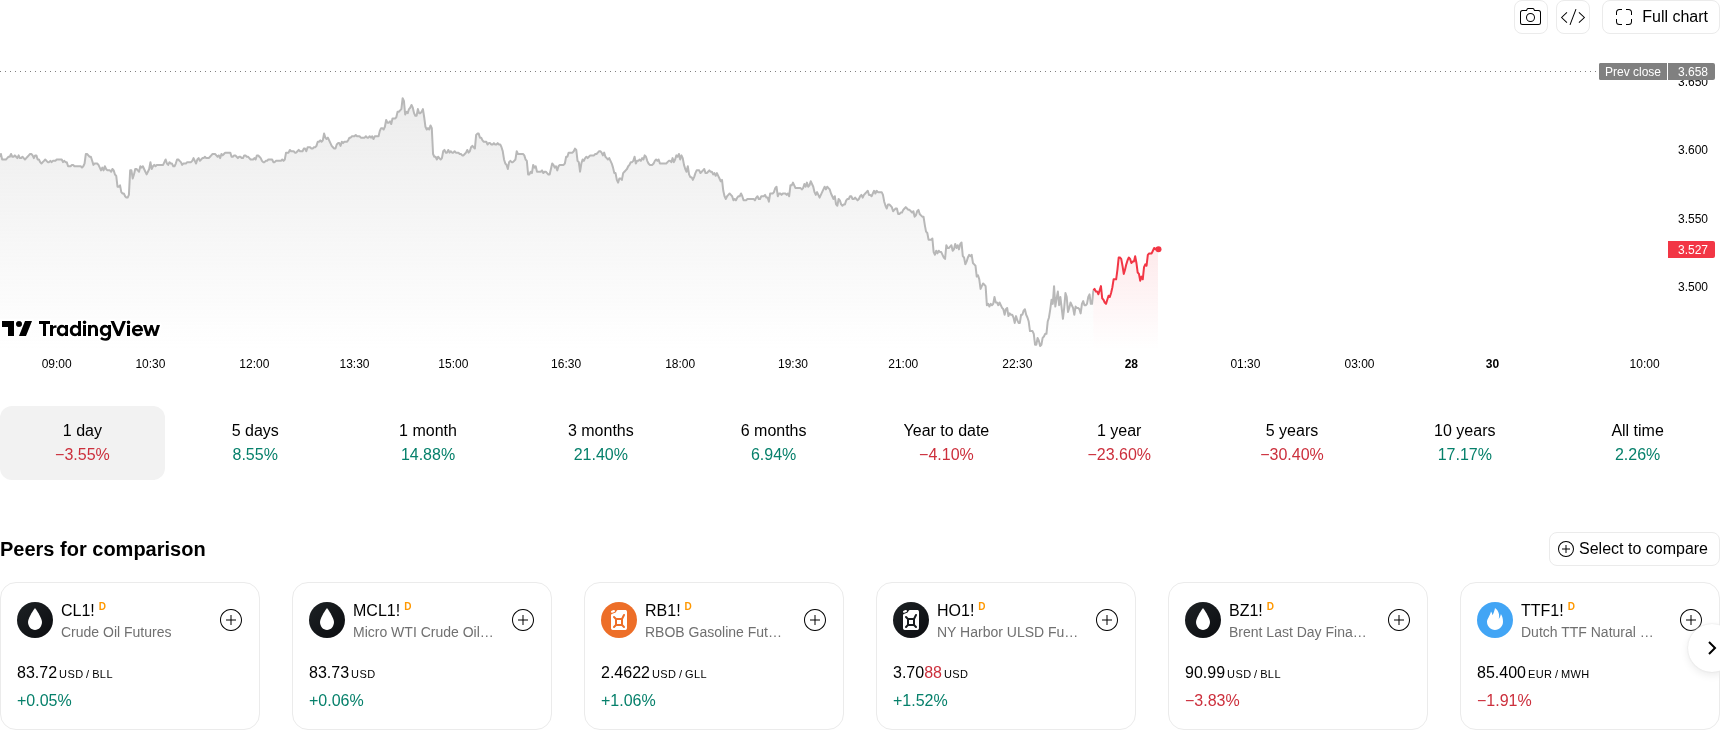 Full chart
Prev close 3.658
3.650
3.600
3.550
3.527
3.500
TradingView
09:00 10:30 12:00 13:30 15:00 16:30 18:00 19:30 21:00 22:30 28 01:30 03:00 30 10:00
1 day 5 days 1 month 3 months 6 months Year to date 1 year 5 years 10 years All time
−3.55% 8.55% 14.88% 21.40% 6.94% −4.10% −23.60% −30.40% 17.17% 2.26%
Peers for comparison
Select to compare
CL1! D
Crude Oil Futures
83.72 USD / BLL
+0.05%
MCL1! D
Micro WTI Crude Oil…
83.73 USD
+0.06%
RB1! D
RBOB Gasoline Fut…
2.4622 USD / GLL
+1.06%
HO1! D
NY Harbor ULSD Fu…
3.7088 USD
+1.52%
BZ1! D
Brent Last Day Fina…
90.99 USD / BLL
−3.83%
TTF1! D
Dutch TTF Natural …
85.400 EUR / MWH
−1.91%